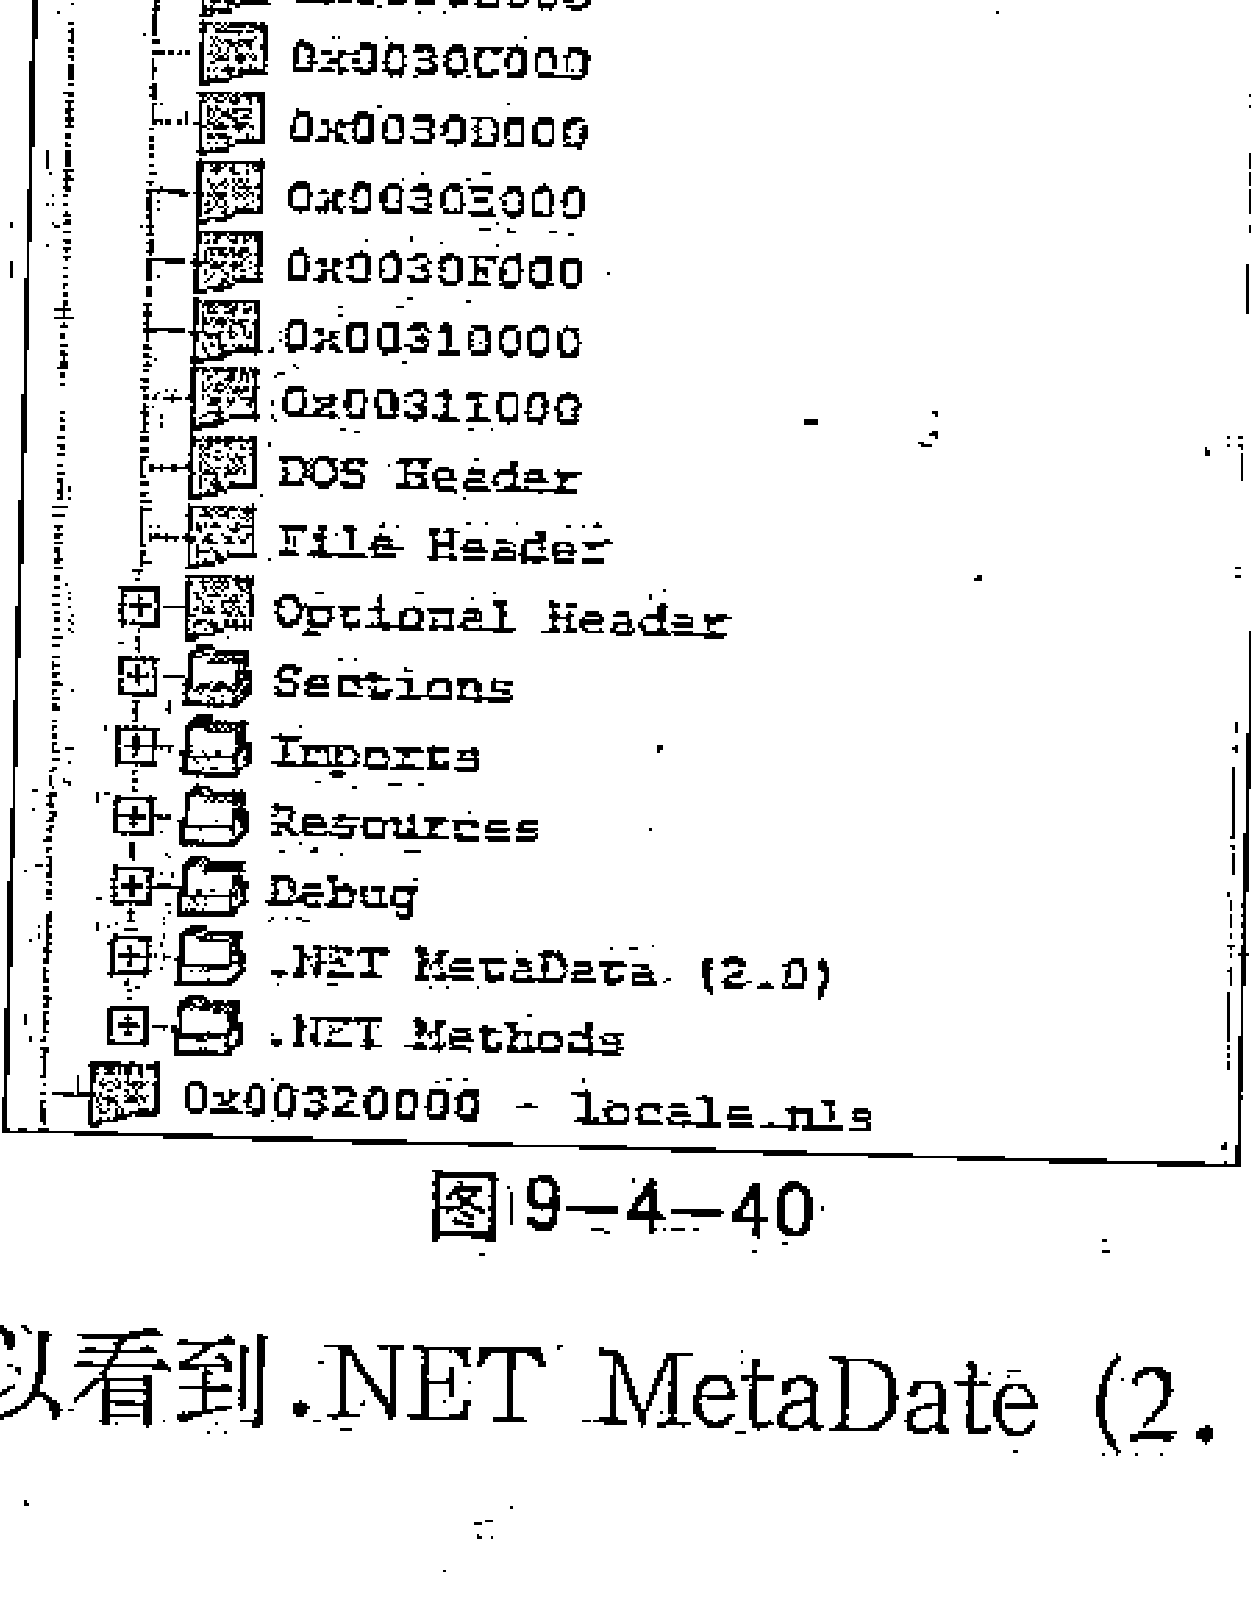 0x0030C000
0x0030D000
0x0030E000
0x0030F000
0x00310000
0x00311000
DOS Header
File Header
Optional Header
Sections
Imports
Resources
Debug
.NET MetaData (2.0)
.NET Methods
0x00320000 - locale.nls
图 9-4-40
以看到.NET MetaDate (2.